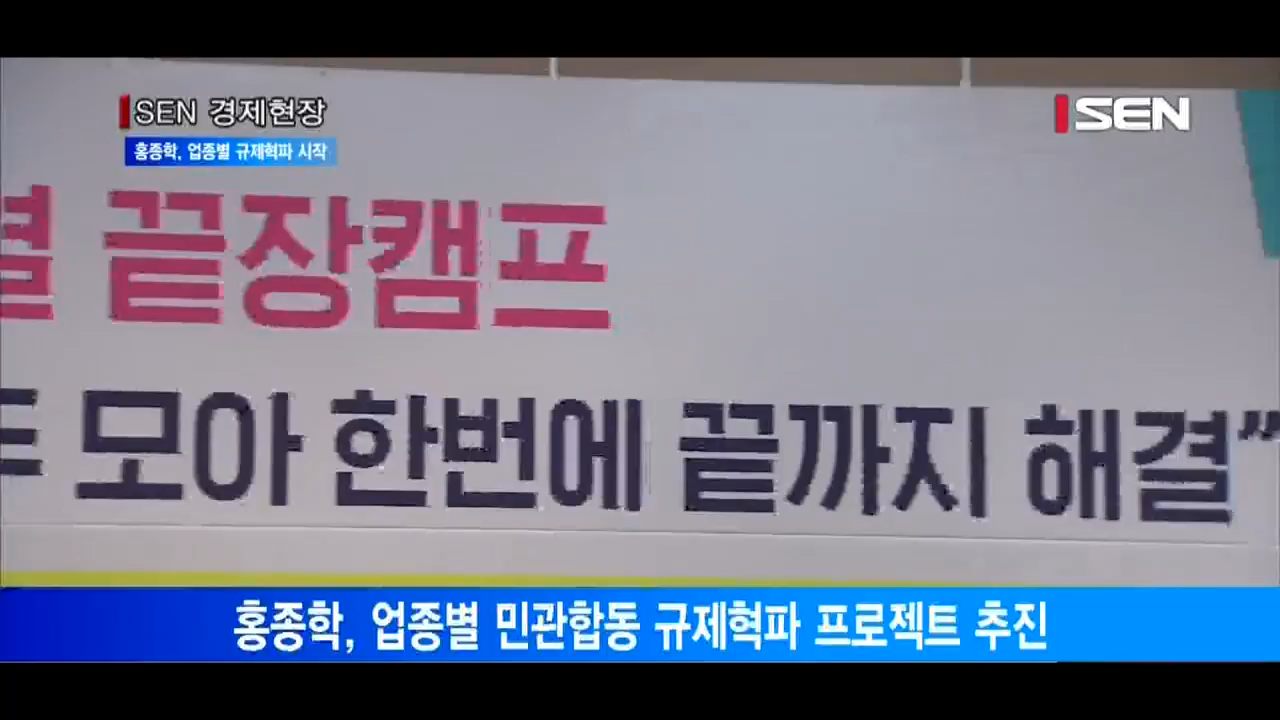 SEN 경제현장
SEN
홍종학, 업종별 규제혁파 시작
끝장캠프
모아 한번에 끝까지 해결”
홍종학, 업종별 민관합동 규제혁파 프로젝트 추진